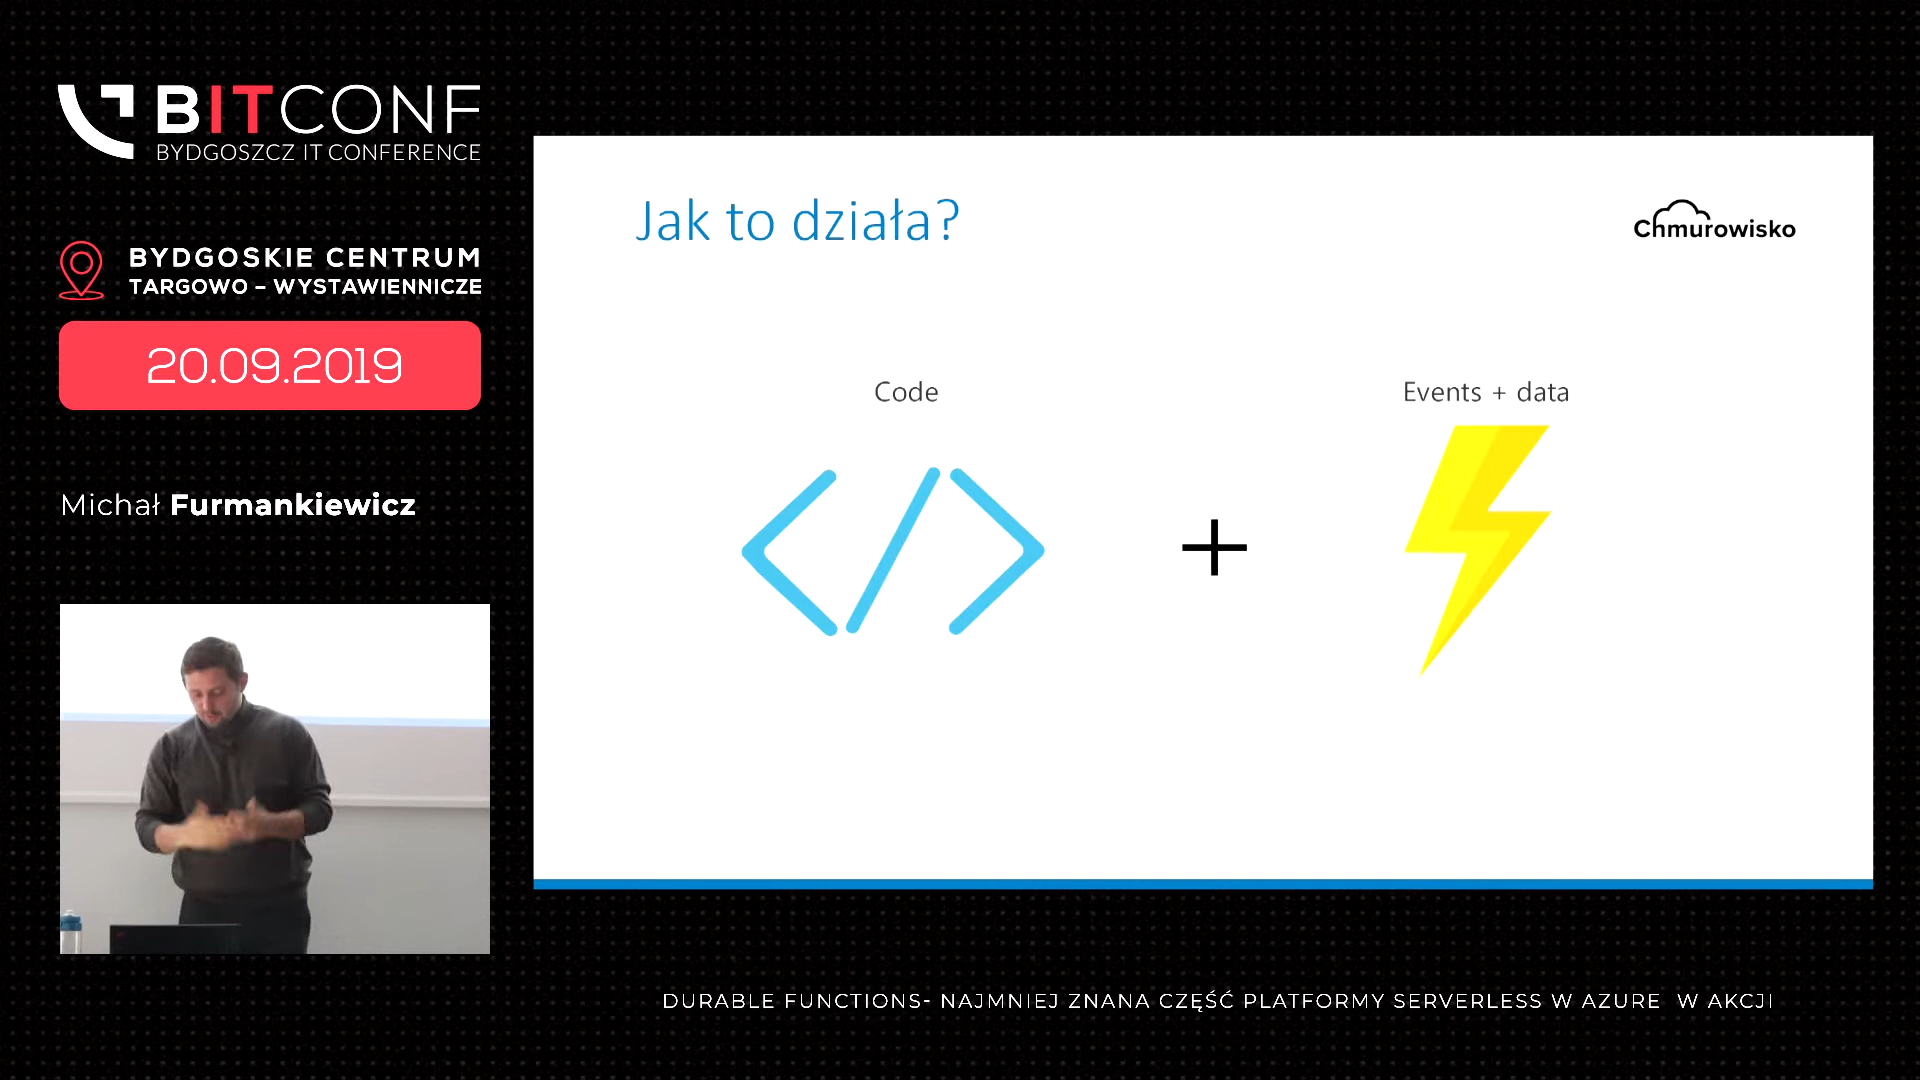 BITCONF
BYDGOSZCZ IT CONFERENCE
BYDGOSKIE CENTRUM
TARGOWO – WYSTAWIENNICZE
20.09.2019
Michał Furmankiewicz
Jak to działa?
Chmurowisko
Code
Events + data
DURABLE FUNCTIONS- NAJMNIEJ ZNANA CZĘŚĆ PLATFORMY SERVERLESS W AZURE W AKCJI